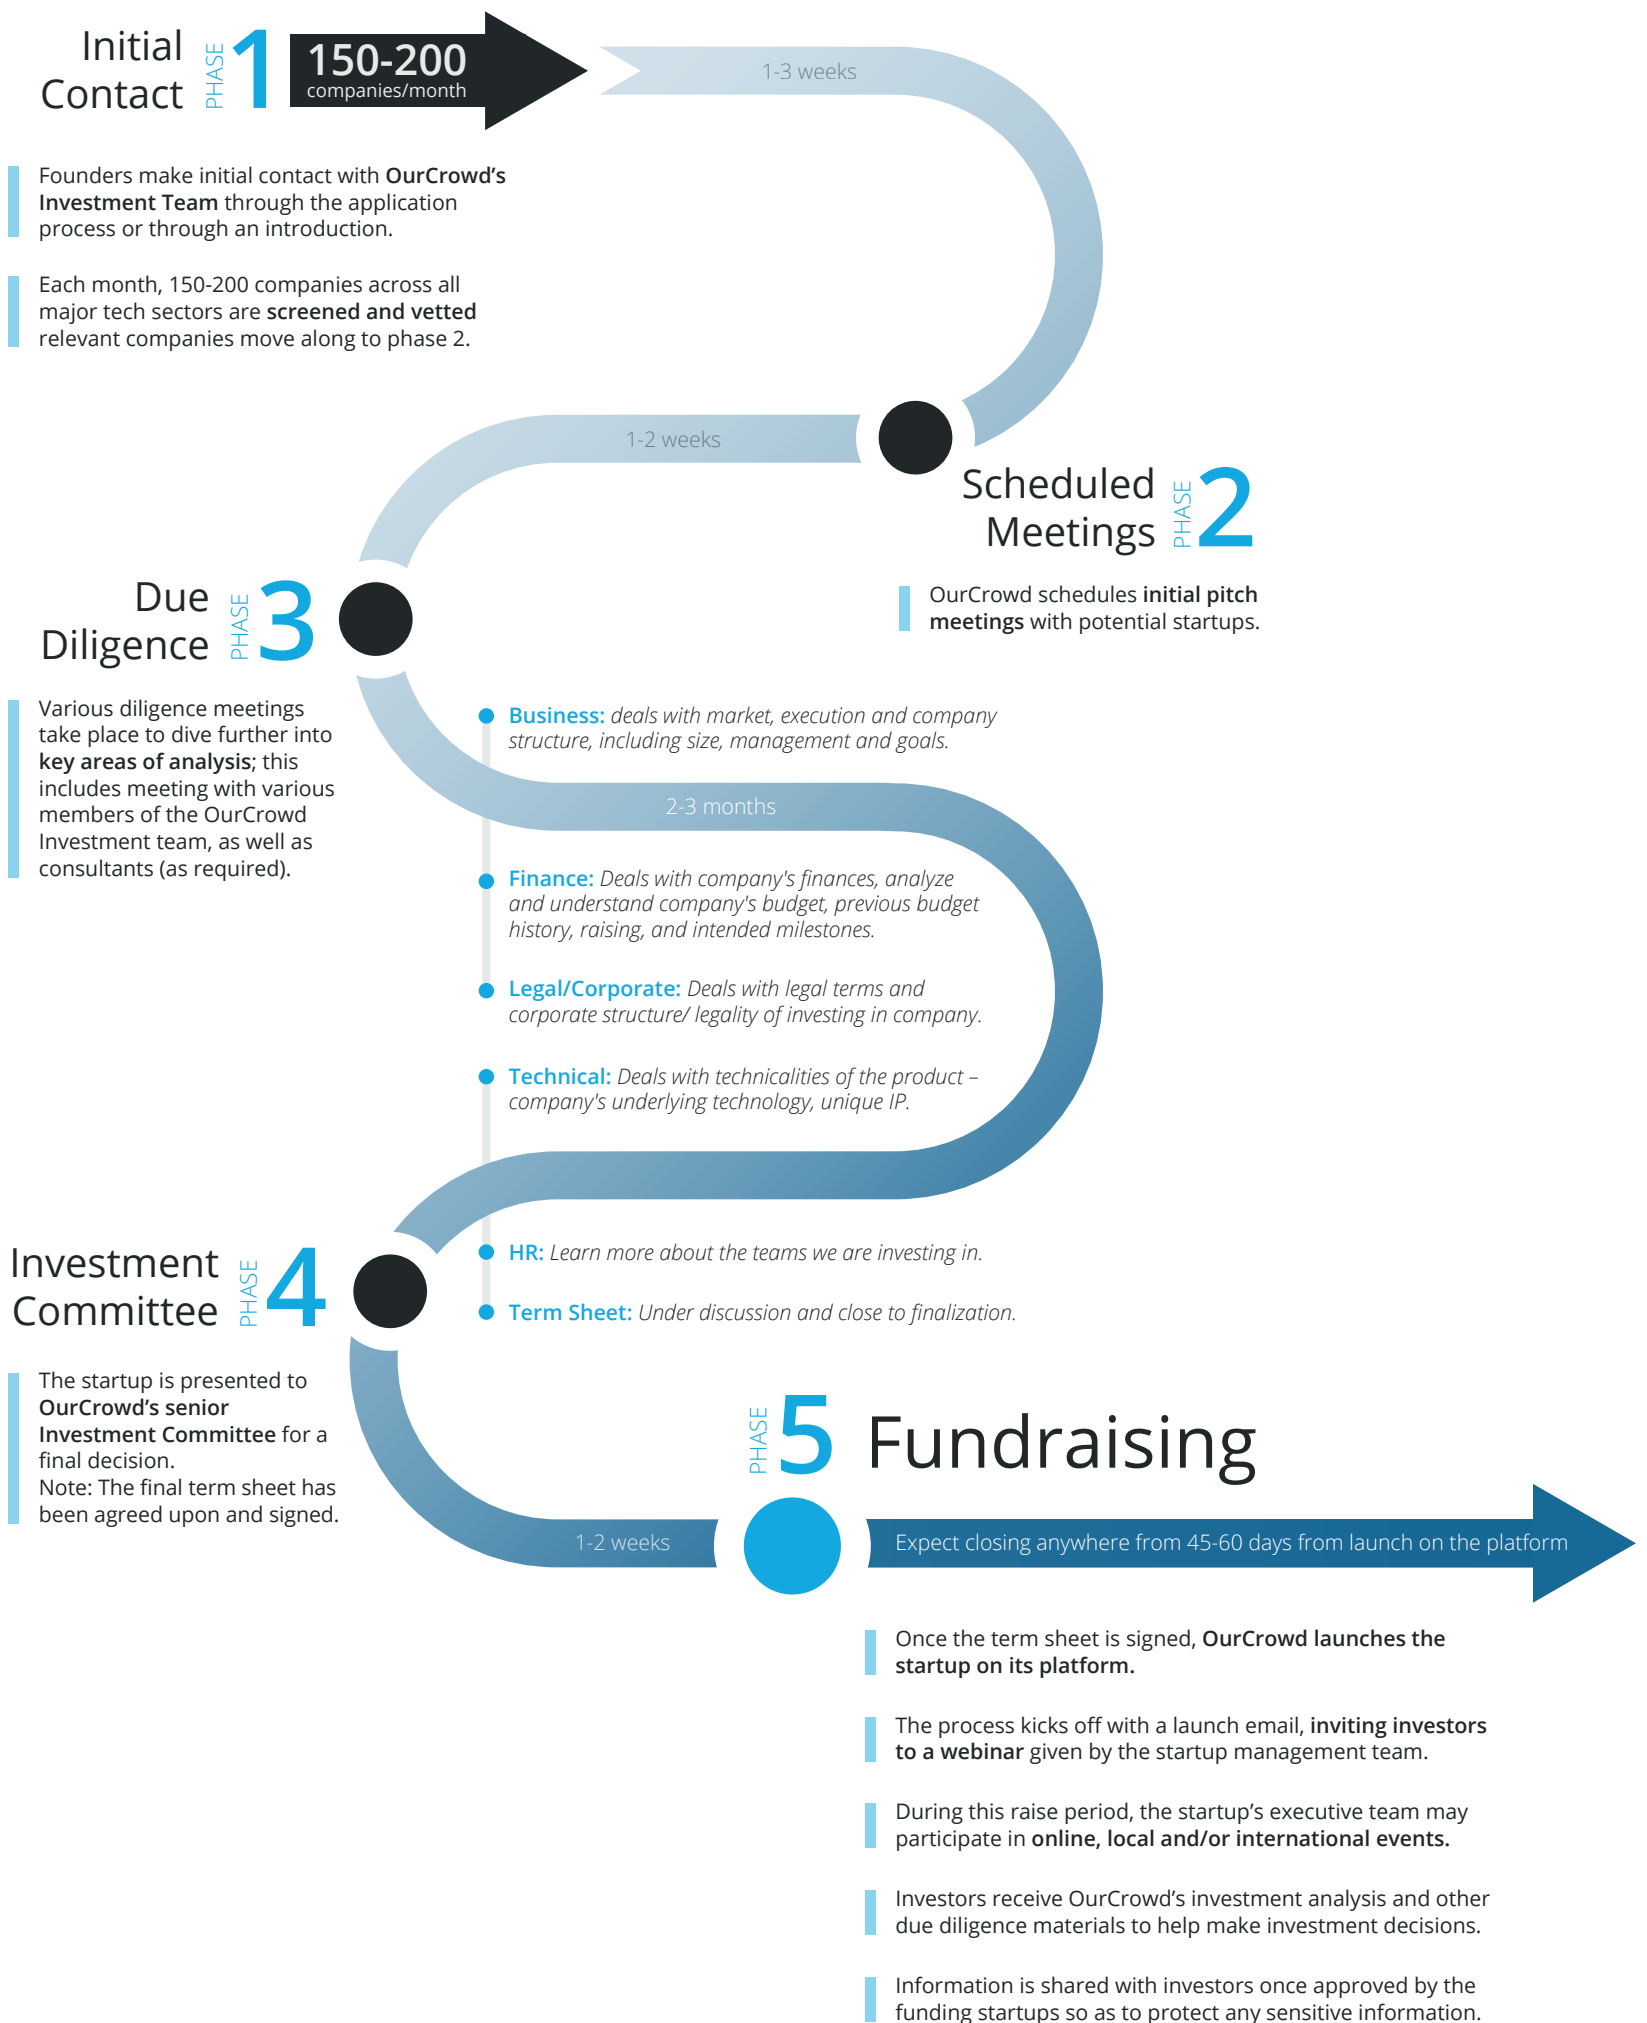 Initial
Contact
PHASE 1
150-200
companies/month
1-3 weeks
Founders make initial contact with OurCrowd’s
Investment Team through the application
process or through an introduction.
Each month, 150-200 companies across all
major tech sectors are screened and vetted
relevant companies move along to phase 2.
1-2 weeks
Scheduled
Meetings
PHASE 2
OurCrowd schedules initial pitch
meetings with potential startups.
Due
Diligence
PHASE 3
Various diligence meetings
take place to dive further into
key areas of analysis; this
includes meeting with various
members of the OurCrowd
Investment team, as well as
consultants (as required).
Business: deals with market, execution and company
structure, including size, management and goals.
2-3 months
Finance: Deals with company's finances, analyze
and understand company's budget, previous budget
history, raising, and intended milestones.
Legal/Corporate: Deals with legal terms and
corporate structure/ legality of investing in company.
Technical: Deals with technicalities of the product –
company's underlying technology, unique IP.
HR: Learn more about the teams we are investing in.
Term Sheet: Under discussion and close to finalization.
Investment
Committee
PHASE 4
The startup is presented to
OurCrowd’s senior
Investment Committee for a
final decision.
Note: The final term sheet has
been agreed upon and signed.
1-2 weeks
PHASE 5
Fundraising
Expect closing anywhere from 45-60 days from launch on the platform
Once the term sheet is signed, OurCrowd launches the
startup on its platform.
The process kicks off with a launch email, inviting investors
to a webinar given by the startup management team.
During this raise period, the startup’s executive team may
participate in online, local and/or international events.
Investors receive OurCrowd’s investment analysis and other
due diligence materials to help make investment decisions.
Information is shared with investors once approved by the
funding startups so as to protect any sensitive information.